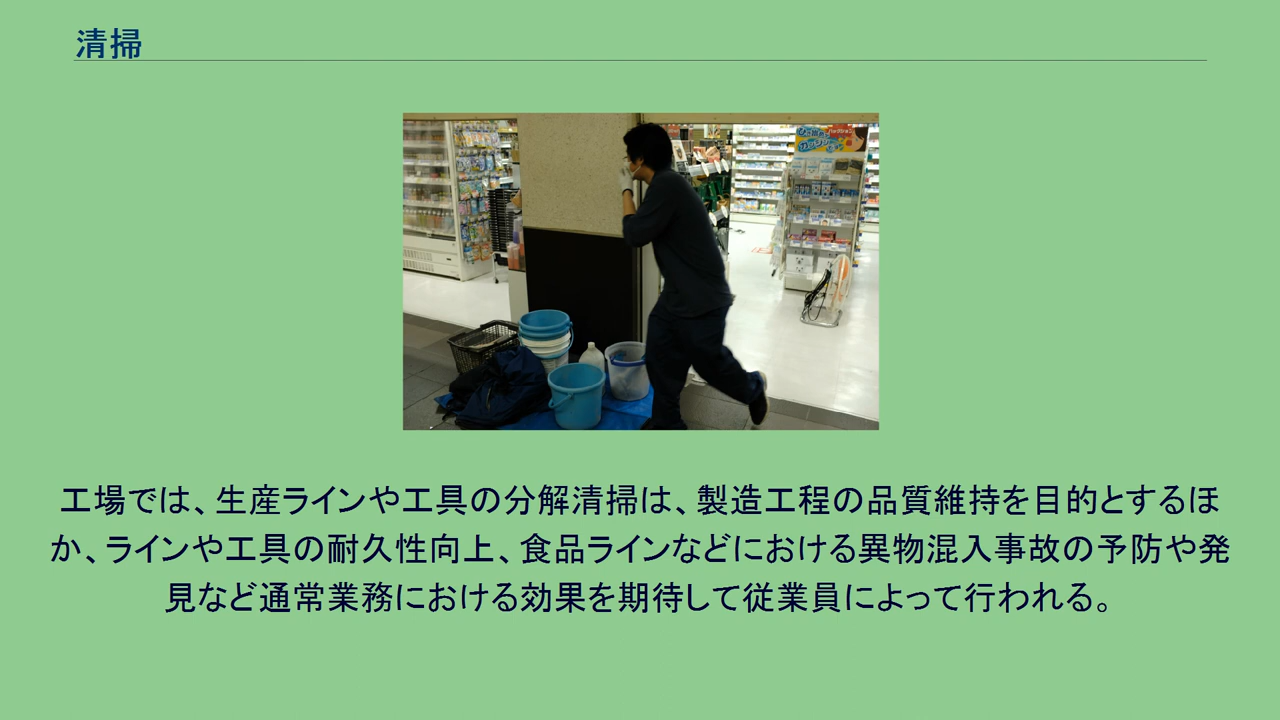 清掃
工場では、生産ラインや工具の分解清掃は、製造工程の品質維持を目的とするほ
か、ラインや工具の耐久性向上、食品ラインなどにおける異物混入事故の予防や発
見など通常業務における効果を期待して従業員によって行われる。